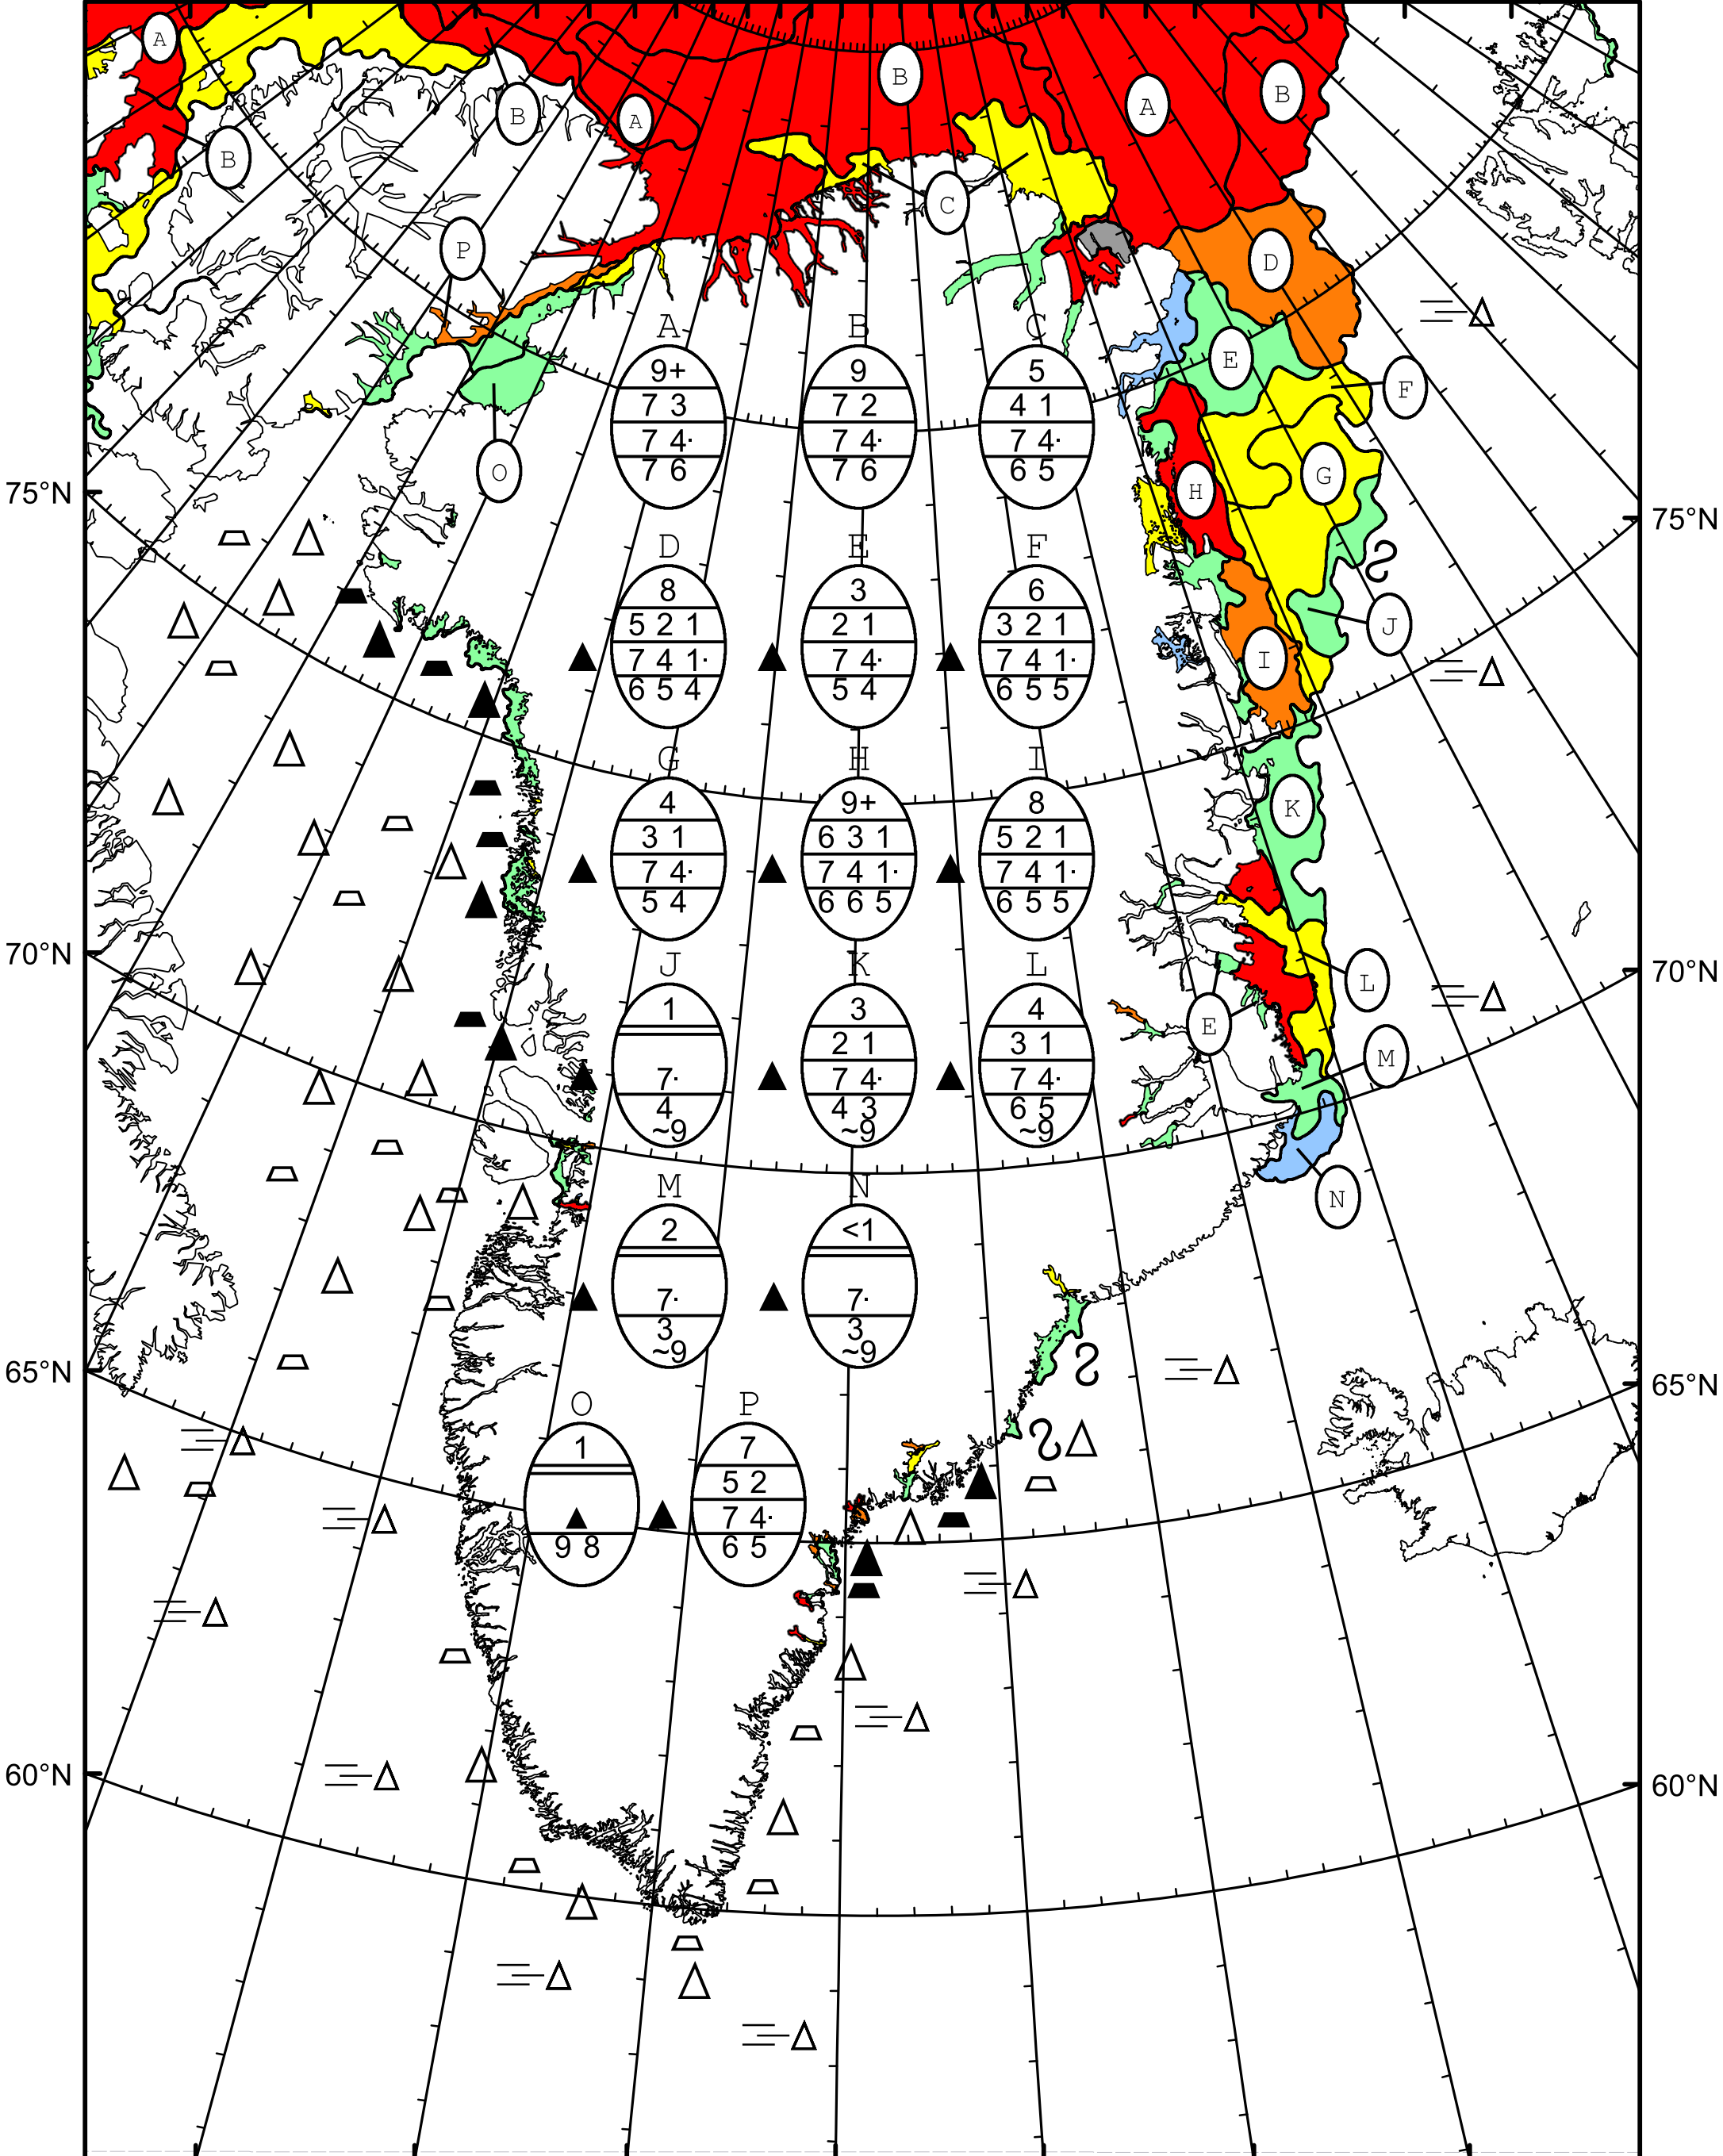 A
B
B
A
B
A
B
C
P
D
E
F
O
G
H
J
I
K
L
E
M
N
75°N
75°N
70°N
70°N
65°N
65°N
60°N
60°N
A
9+
7 3
7 4·
7 6
B
9
7 2
7 4·
7 6
C
5
4 1
7 4·
6 5
D
8
5 2 1
7 4 1·
6 5 4
E
3
2 1
7 4·
5 4
F
6
3 2 1
7 4 1·
6 5 5
G
4
3 1
7 4·
5 4
H
9+
6 3 1
7 4 1·
6 6 5
I
8
5 2 1
7 4 1·
6 5 5
J
1
7·
4
~9
K
3
2 1
7 4·
4 3
~9
L
4
3 1
7 4·
6 5
~9
M
2
7·
3
~9
N
<1
7·
3
~9
O
1
9 8
P
7
5 2
7 4·
6 5